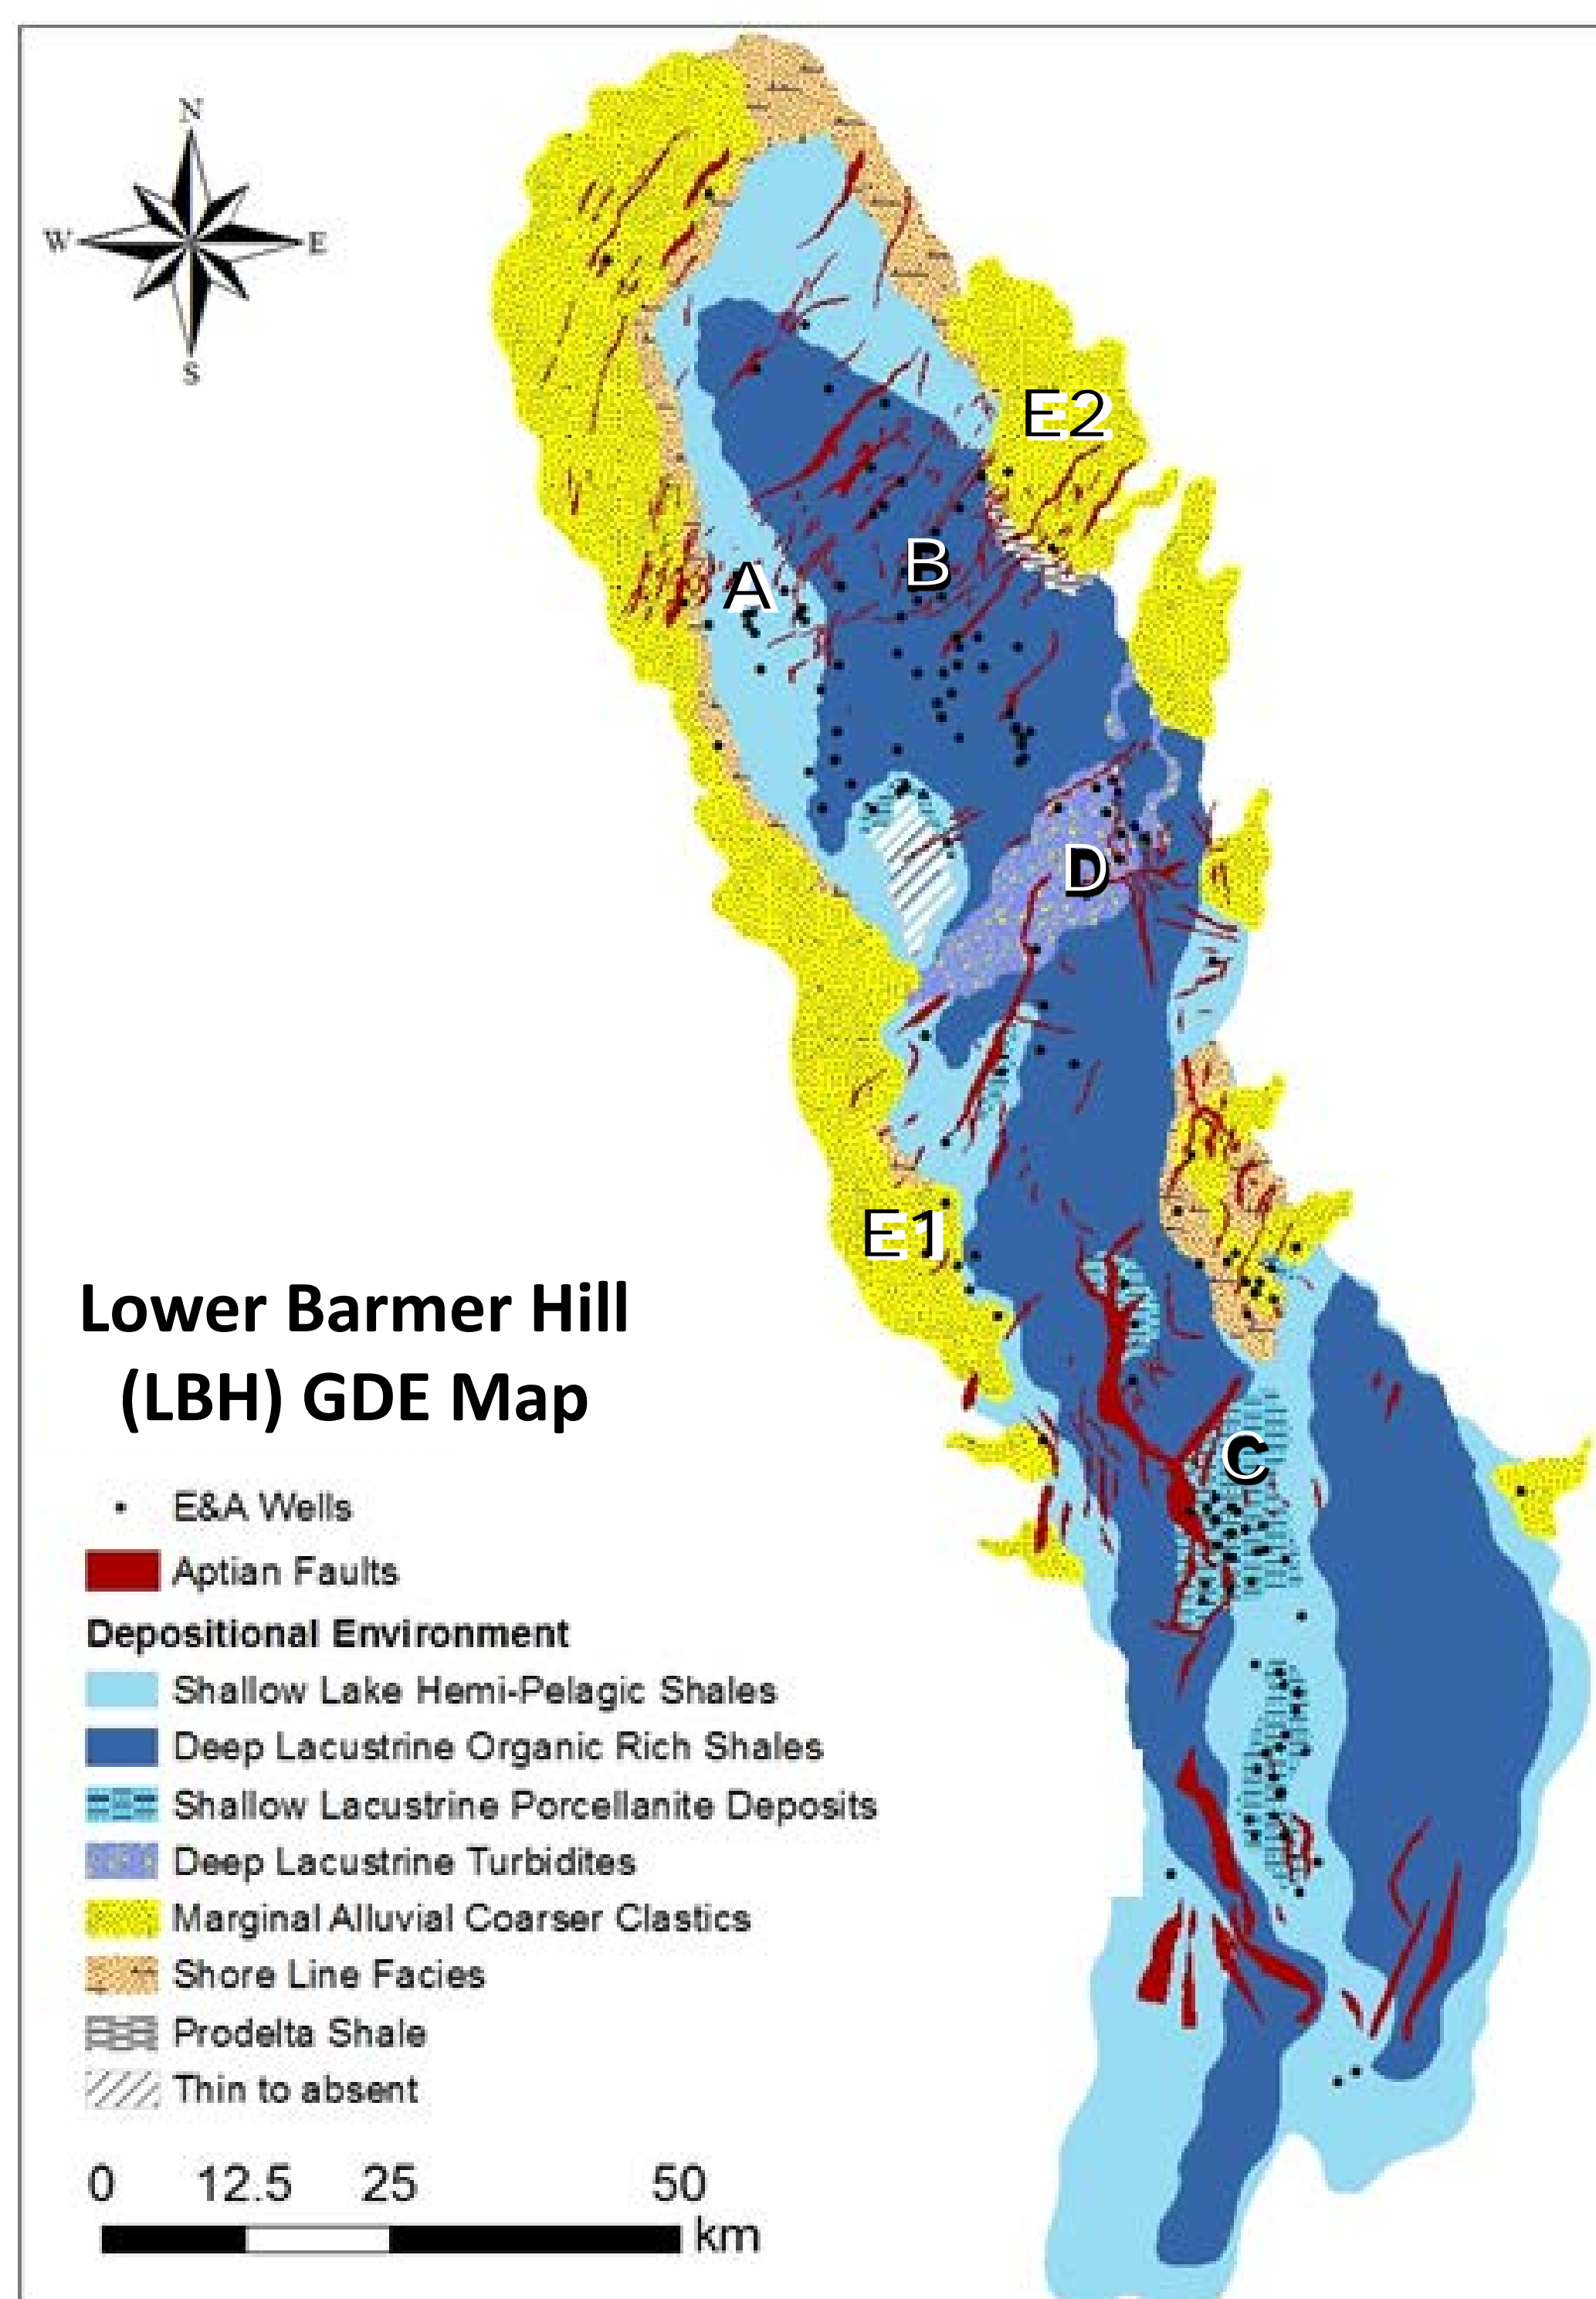 N
W
E
S
E2
A
B
D
E1
C
Lower Barmer Hill
(LBH) GDE Map
E&A Wells
Aptian Faults
Depositional Environment
Shallow Lake Hemi-Pelagic Shales
Deep Lacustrine Organic Rich Shales
Shallow Lacustrine Porcellanite Deposits
Deep Lacustrine Turbidites
Marginal Alluvial Coarser Clastics
Shore Line Facies
Prodelta Shale
Thin to absent
0 12.5 25 50
km